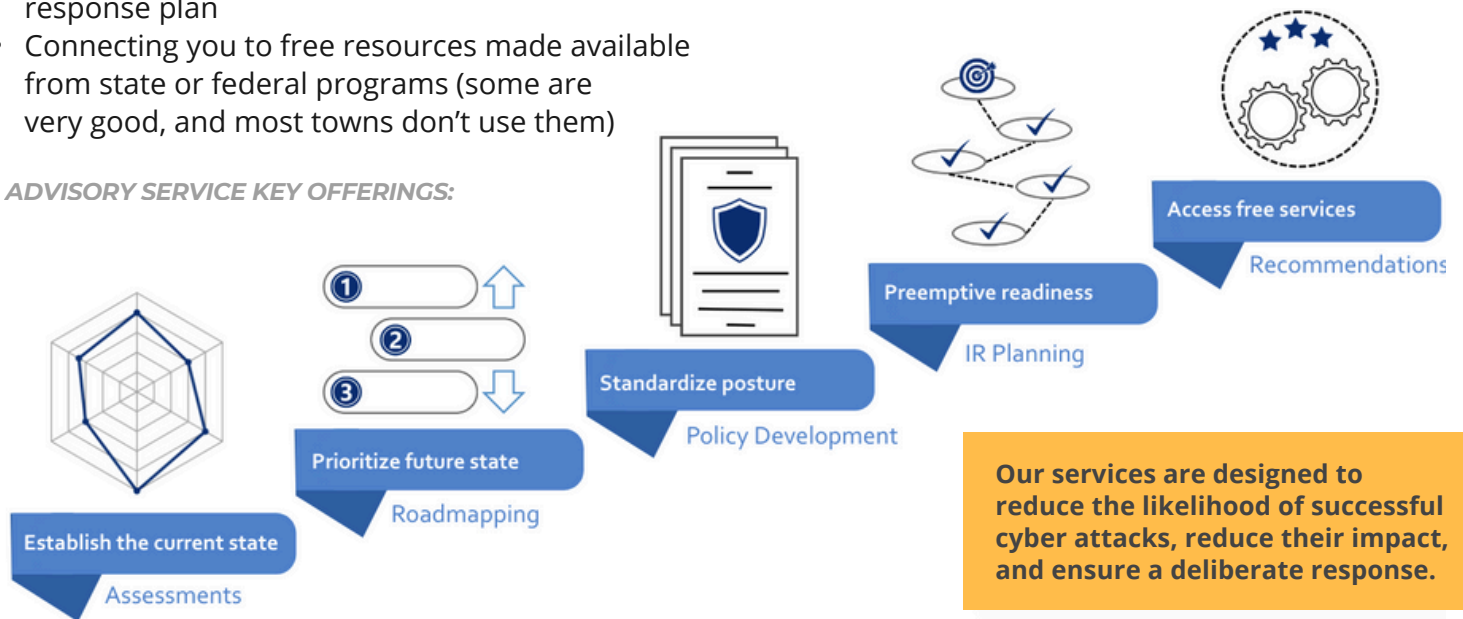 response plan
• Connecting you to free resources made available
from state or federal programs (some are
very good, and most towns don’t use them)
ADVISORY SERVICE KEY OFFERINGS:
Establish the current state
Assessments
1
2
3
Prioritize future state
Roadmapping
Standardize posture
Policy Development
Preemptive readiness
IR Planning
Access free services
Recommendations
Our services are designed to
reduce the likelihood of successful
cyber attacks, reduce their impact,
and ensure a deliberate response.